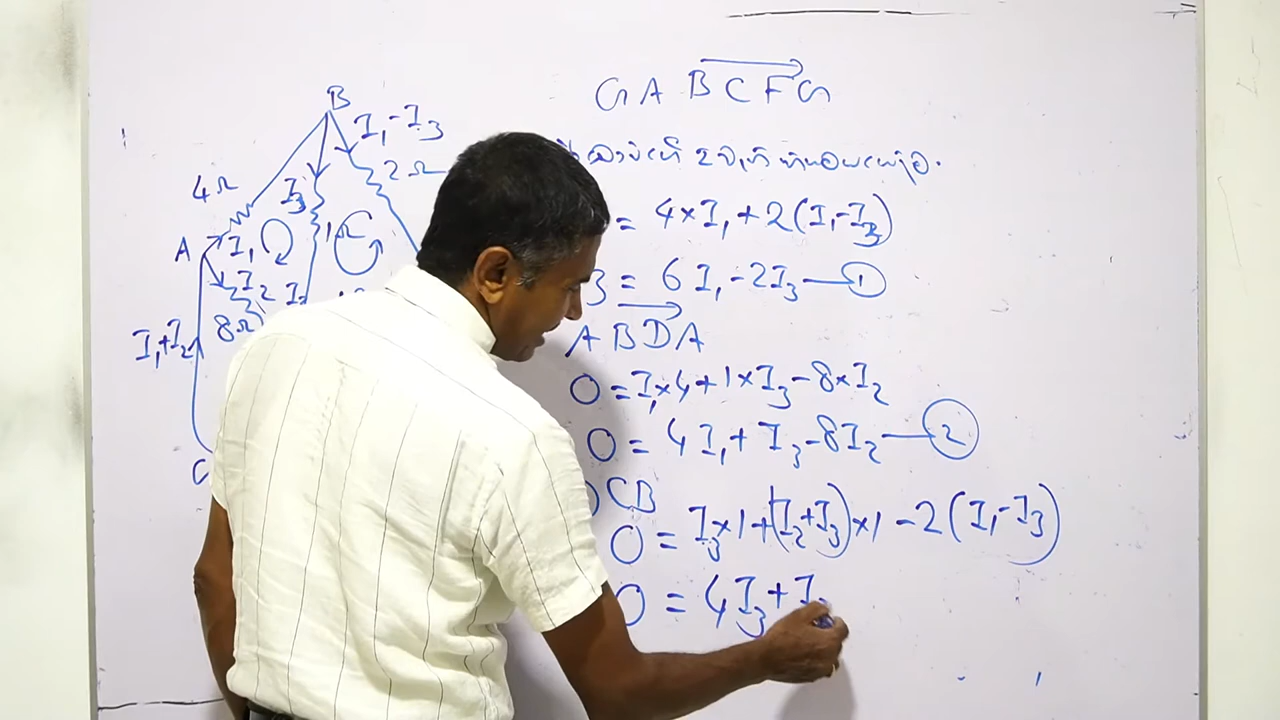 GABCFG
B
I₁-I₃
2Ω
4Ω
I₃
= 4×I₁+2(I₁-I₃)
A
I₁
1Ω
3 = 6I₁-2I₃ — ①
I₂
8Ω
I₁+I₂
ABDA
0 = I₁×4+1×I₃-8×I₂
0 = 4I₁+I₃-8I₂ — ②
G
CB
0 = I₃×1+(I₂+I₃)×1-2(I₁-I₃)
0 = 4I₃+I